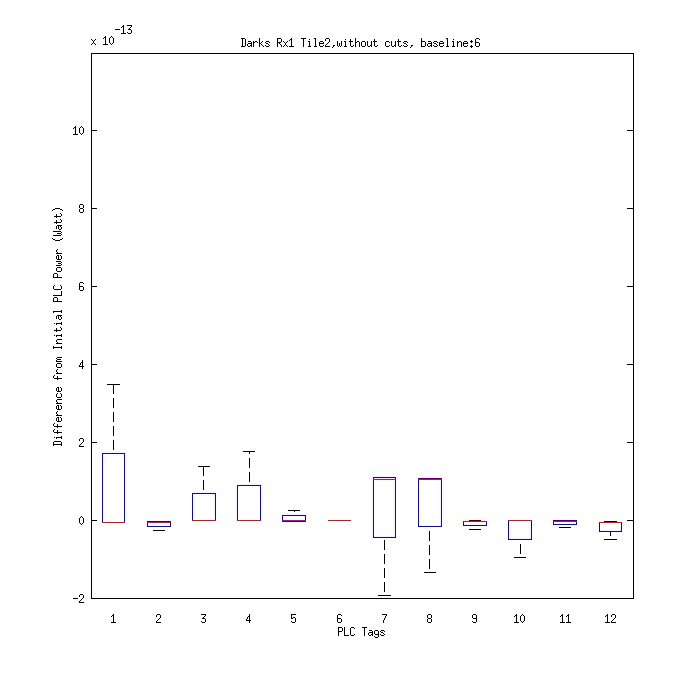 x 10-13
Darks Rx1 Tile2,without cuts, baseline:6
10
8
6
4
2
0
-2
Difference from Initial PLC Power (Watt)
1 2 3 4 5 6 7 8 9 10 11 12
PLC Tags